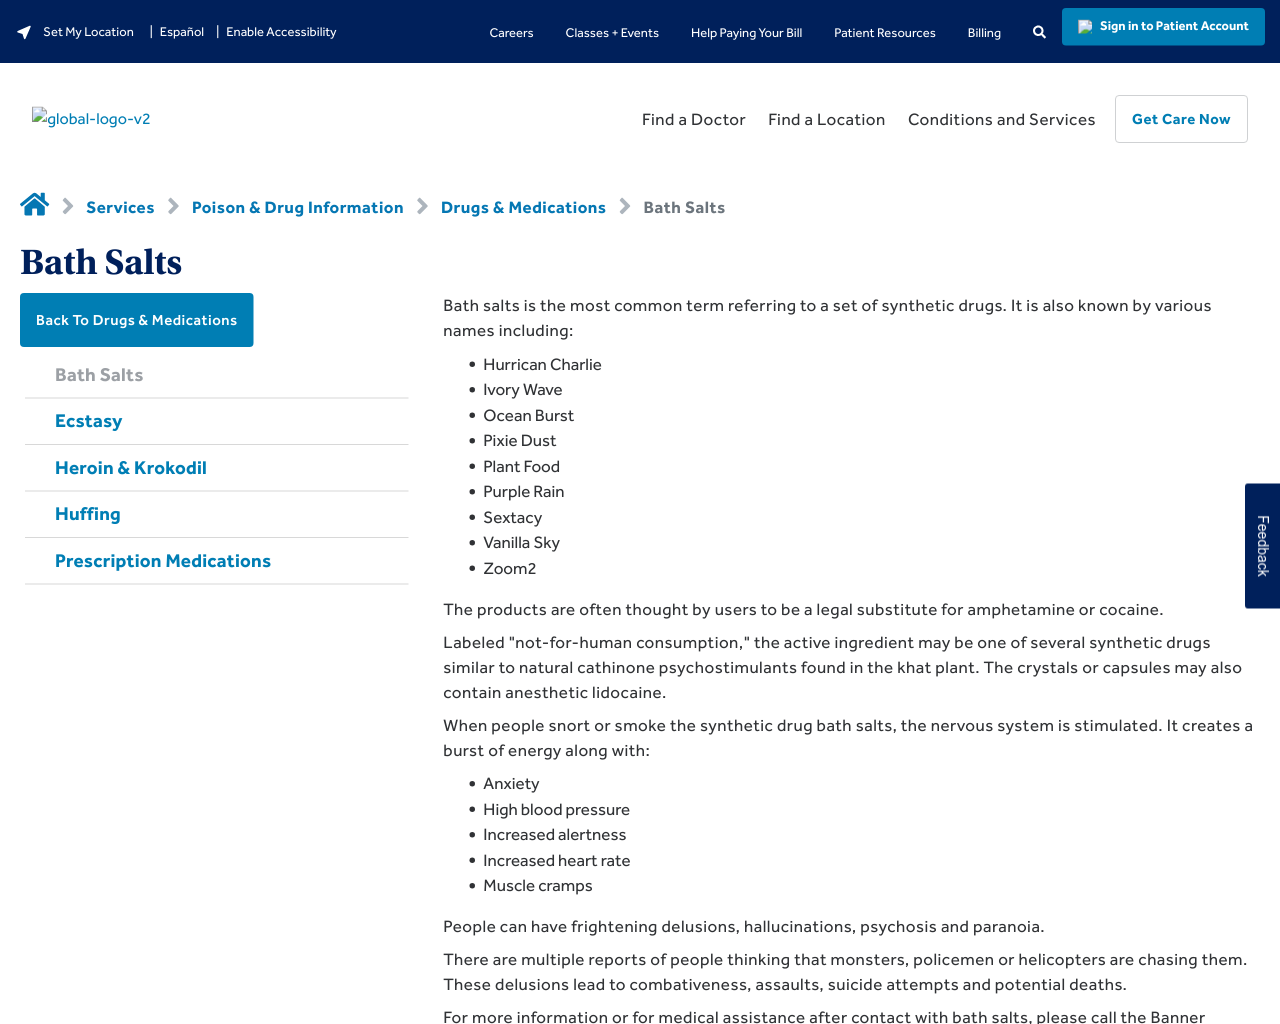 Set My Location | Español | Enable Accessibility
Careers Classes + Events Help Paying Your Bill Patient Resources Billing Sign in to Patient Account
global-logo-v2
Find a Doctor Find a Location Conditions and Services Get Care Now
Services Poison & Drug Information Drugs & Medications Bath Salts
Bath Salts
Back To Drugs & Medications
Bath Salts
Ecstasy
Heroin & Krokodil
Huffing
Prescription Medications
Bath salts is the most common term referring to a set of synthetic drugs. It is also known by various
names including:
• Hurrican Charlie
• Ivory Wave
• Ocean Burst
• Pixie Dust
• Plant Food
• Purple Rain
• Sextacy
• Vanilla Sky
• Zoom2
The products are often thought by users to be a legal substitute for amphetamine or cocaine.
Labeled "not-for-human consumption," the active ingredient may be one of several synthetic drugs
similar to natural cathinone psychostimulants found in the khat plant. The crystals or capsules may also
contain anesthetic lidocaine.
When people snort or smoke the synthetic drug bath salts, the nervous system is stimulated. It creates a
burst of energy along with:
• Anxiety
• High blood pressure
• Increased alertness
• Increased heart rate
• Muscle cramps
People can have frightening delusions, hallucinations, psychosis and paranoia.
There are multiple reports of people thinking that monsters, policemen or helicopters are chasing them.
These delusions lead to combativeness, assaults, suicide attempts and potential deaths.
For more information or for medical assistance after contact with bath salts, please call the Banner
Feedback